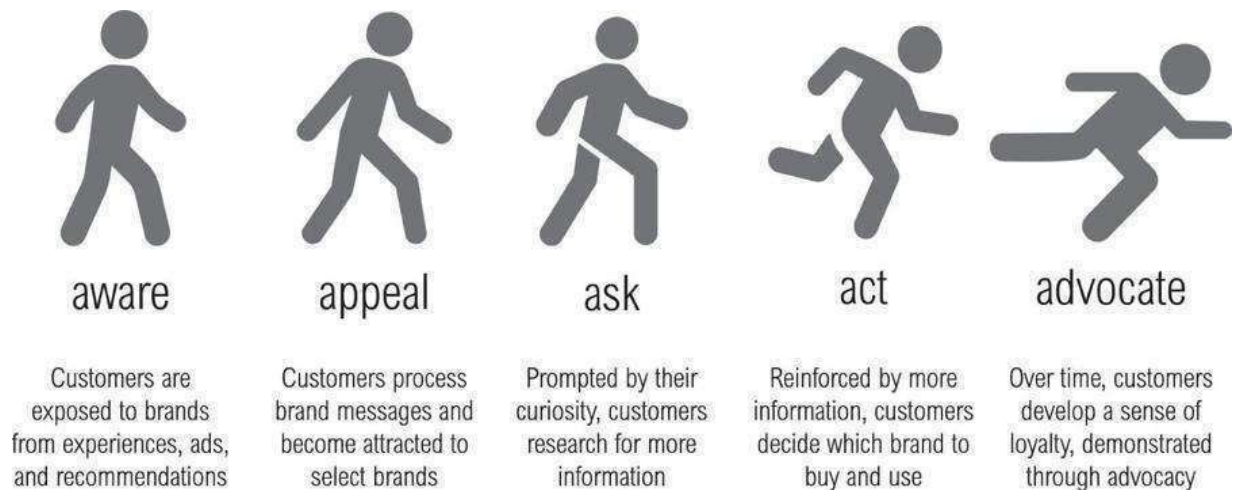 aware
Customers are
exposed to brands
from experiences, ads,
and recommendations
appeal
Customers process
brand messages and
become attracted to
select brands
ask
Prompted by their
curiosity, customers
research for more
information
act
Reinforced by more
information, customers
decide which brand to
buy and use
advocate
Over time, customers
develop a sense of
loyalty, demonstrated
through advocacy